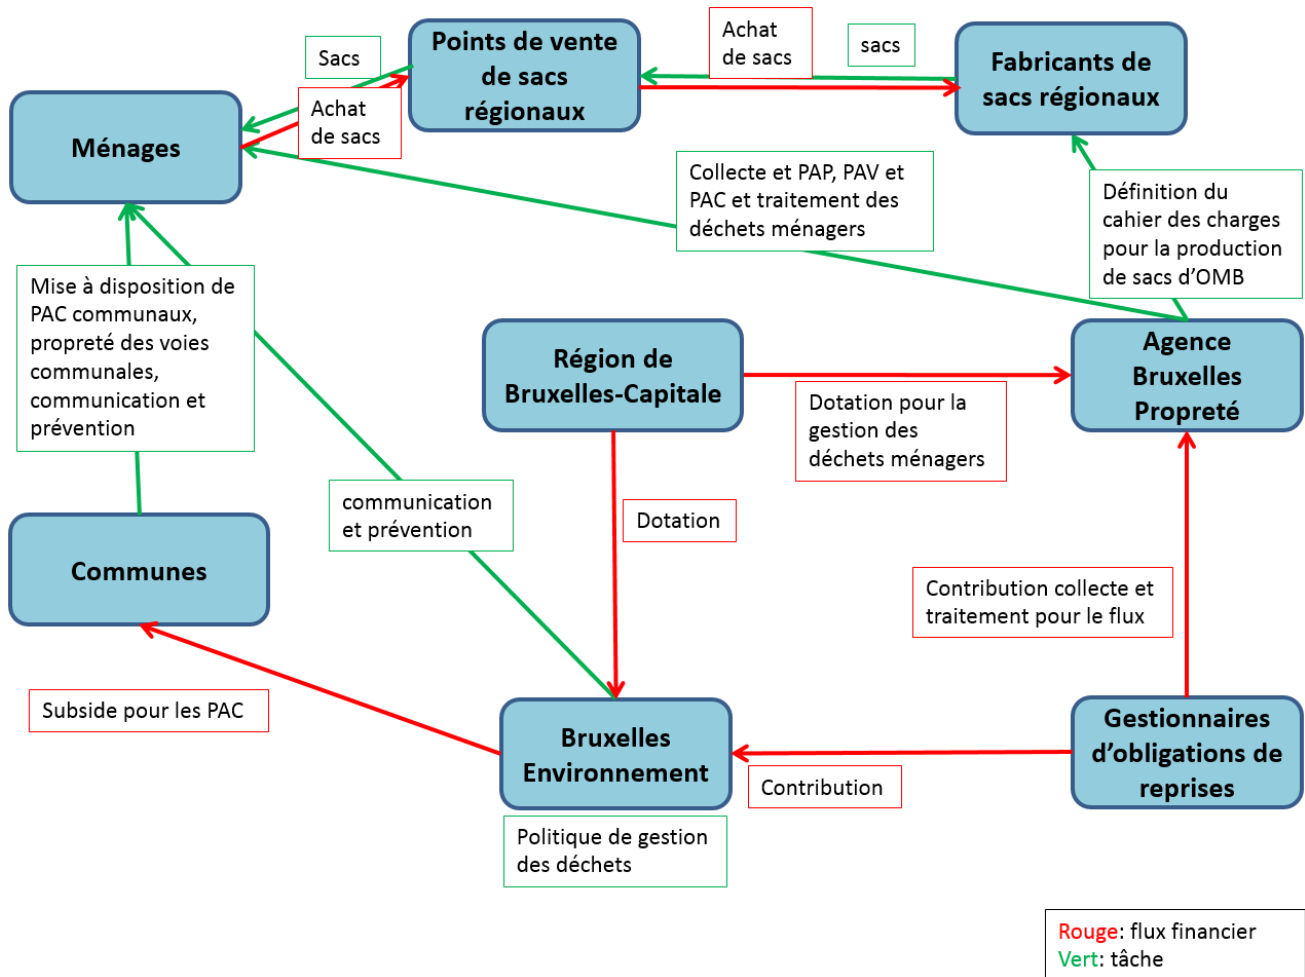 Points de vente
de sacs
régionaux
Achat
de sacs
sacs
Fabricants de
sacs régionaux
Sacs
Achat
de sacs
Ménages
Collecte et PAP, PAV et
PAC et traitement des
déchets ménagers
Définition du
cahier des charges
pour la production
de sacs d’OMB
Mise à disposition de
PAC communaux,
propreté des voies
communales,
communication et
prévention
Région de
Bruxelles-Capitale
Agence
Bruxelles
Propreté
Dotation pour la
gestion des
déchets ménagers
communication
et prévention
Dotation
Communes
Contribution collecte et
traitement pour le flux
Subside pour les PAC
Bruxelles
Environnement
Contribution
Gestionnaires
d’obligations de
reprises
Politique de gestion
des déchets
Rouge: flux financier
Vert: tâche